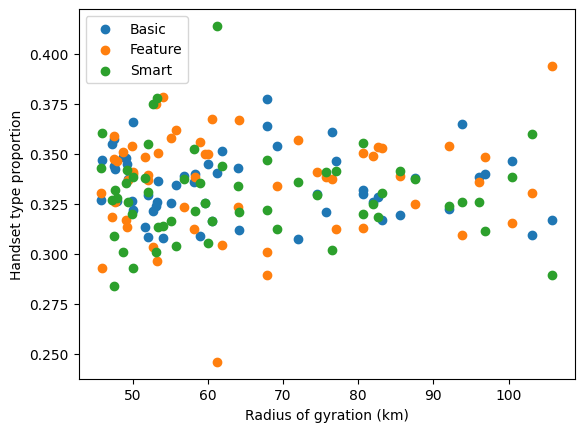 Basic
Feature
Smart
0.400
0.375
0.350
0.325
0.300
0.275
0.250
Handset type proportion
50 60 70 80 90 100
Radius of gyration (km)